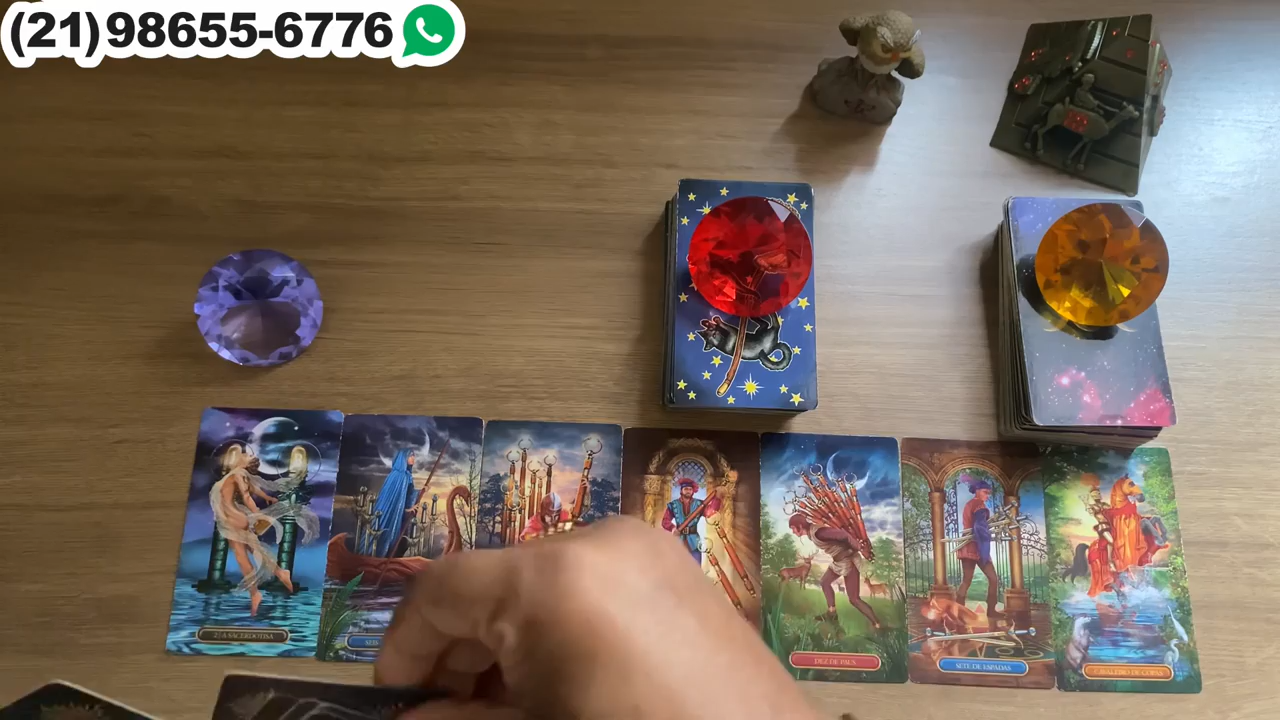 (21)98655-6776
2 | A SACERDOTISA
DEZ DE PAUS
SETE DE ESPADAS
CAVALEIRO DE COPAS